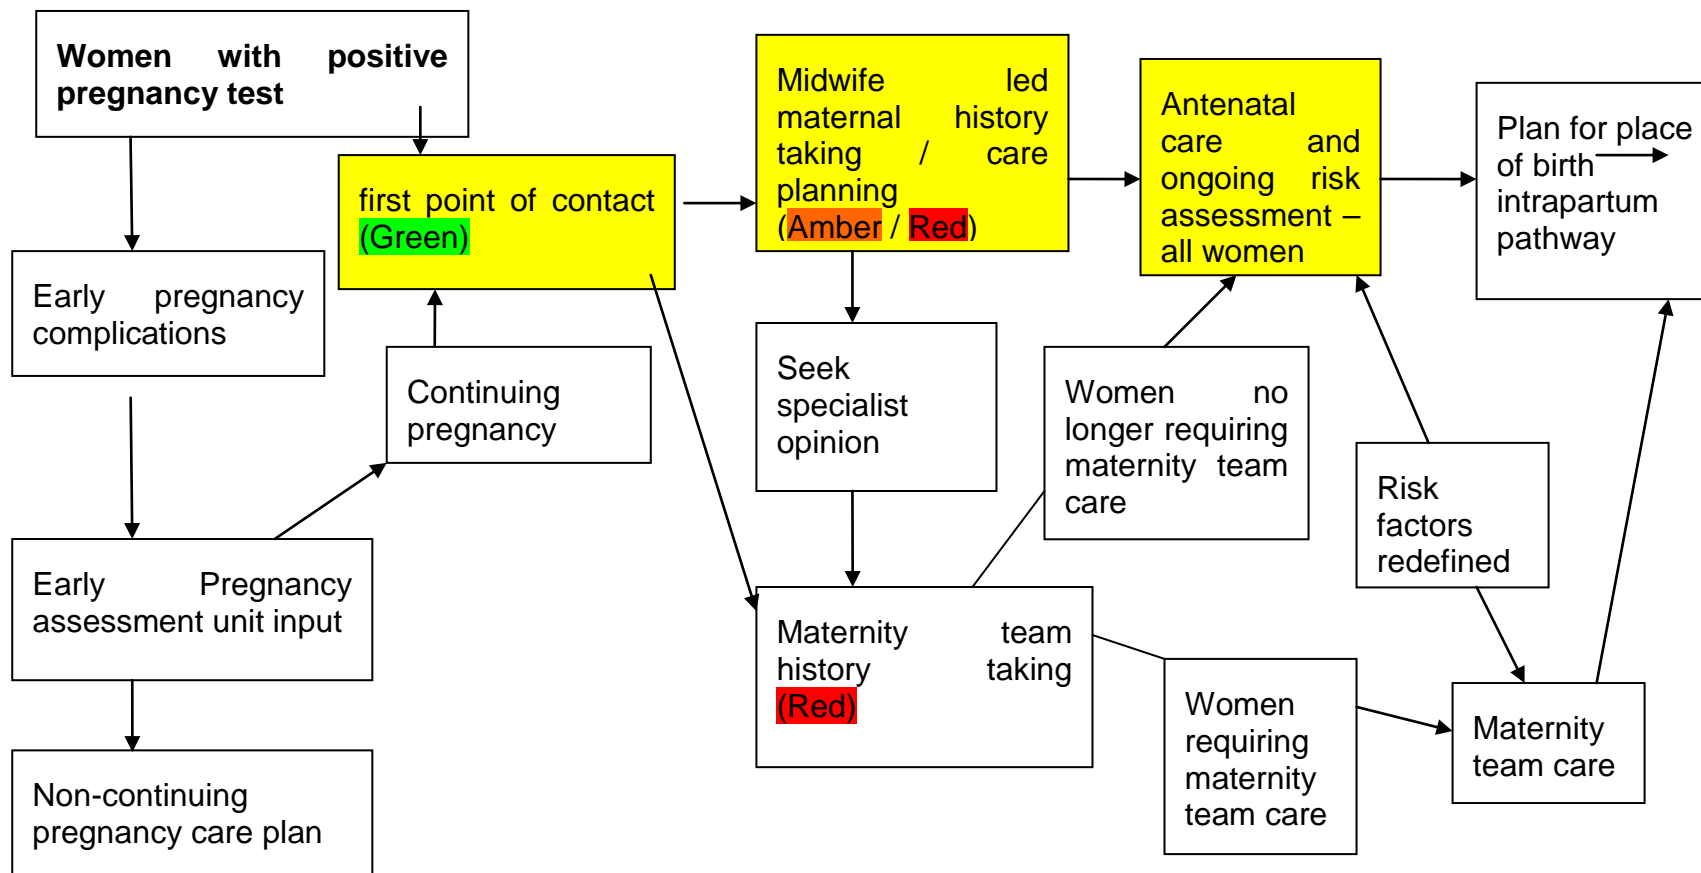 Women with positive
pregnancy test
first point of contact
(Green)
Midwife led
maternal history
taking / care
planning
(Amber / Red)
Antenatal
care and
ongoing risk
assessment –
all women
Plan for place
of birth
intrapartum
pathway
Early pregnancy
complications
Continuing
pregnancy
Seek
specialist
opinion
Women no
longer requiring
maternity team
care
Risk
factors
redefined
Early Pregnancy
assessment unit input
Maternity team
history taking
(Red)
Women
requiring
maternity
team care
Maternity
team care
Non-continuing
pregnancy care plan